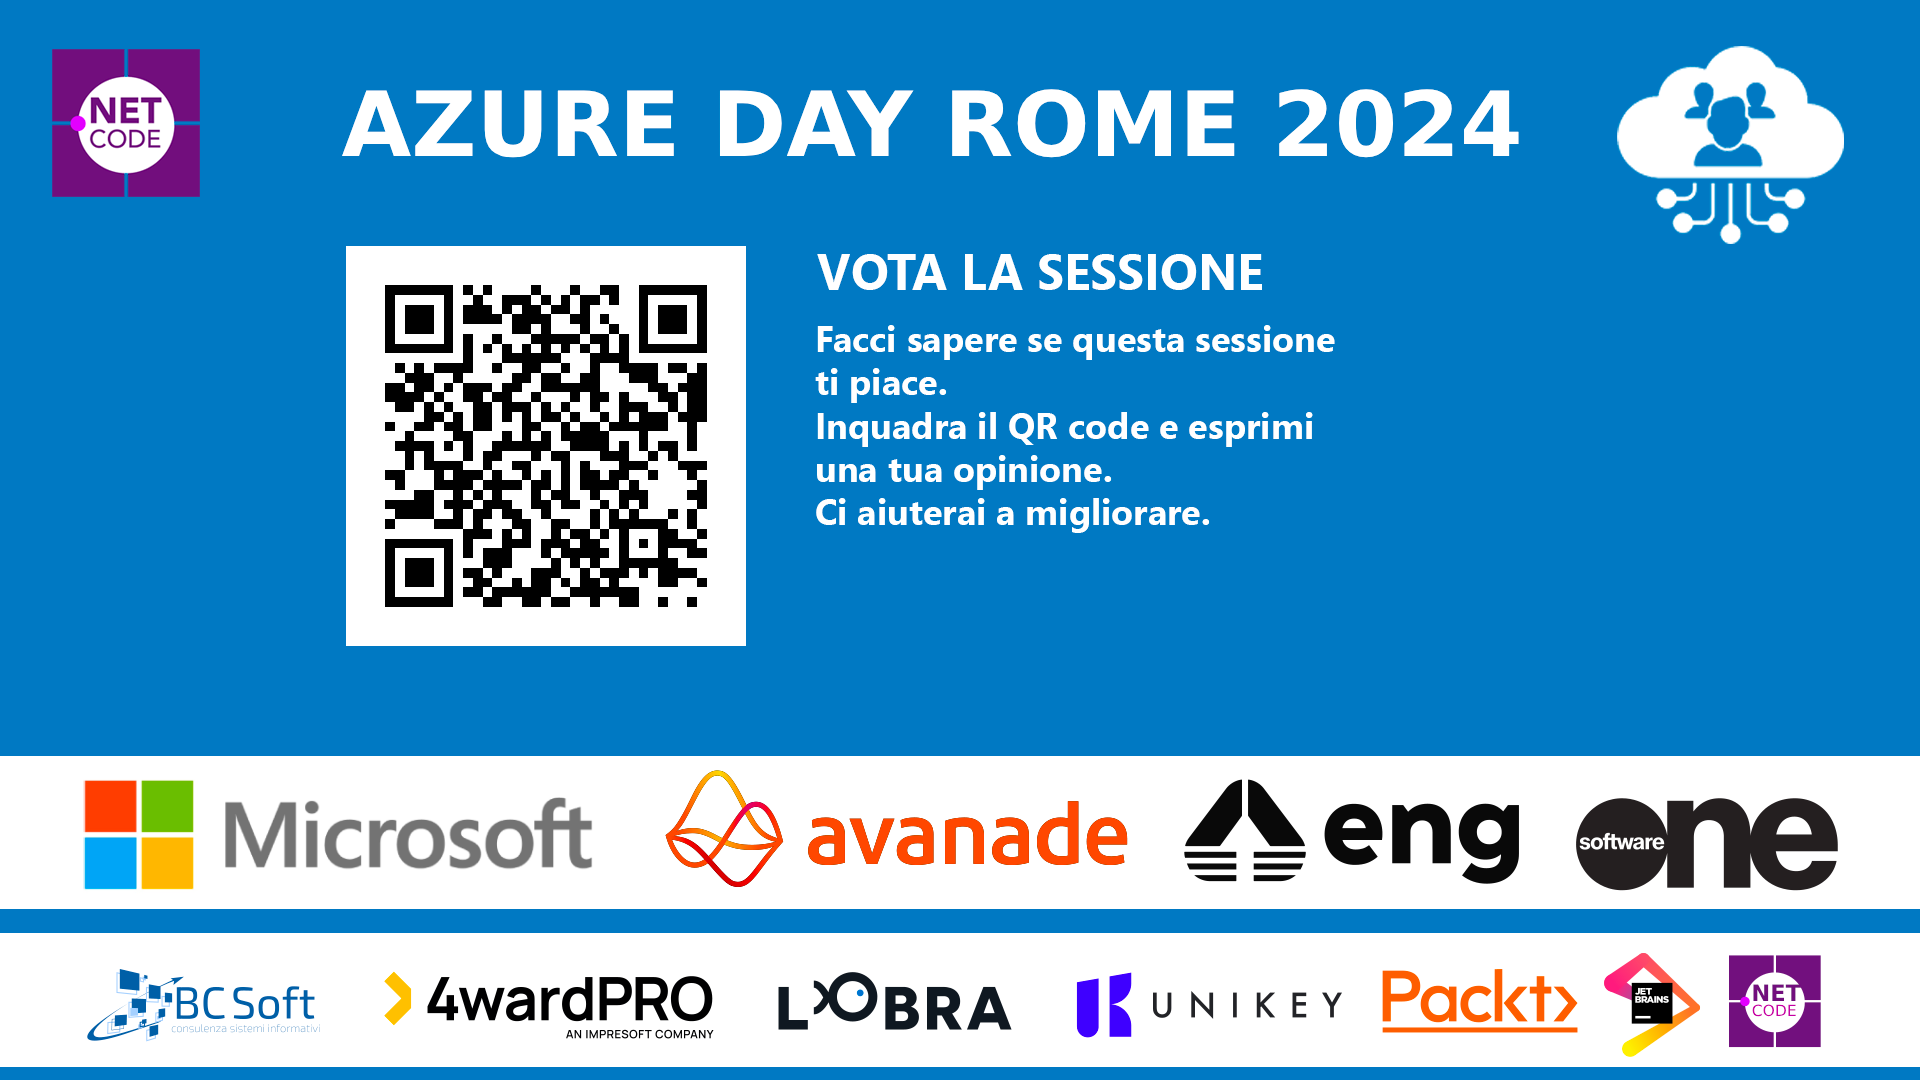 NET
CODE
AZURE DAY ROME 2024
VOTA LA SESSIONE
Facci sapere se questa sessione
ti piace.
Inquadra il QR code e esprimi
una tua opinione.
Ci aiuterai a migliorare.
Microsoft
avanade
eng
software
one
BC Soft
consulenza sistemi informativi
4wardPRO
AN IMPRESOFT COMPANY
LOBRA
UNIKEY
Packt
JET
BRAINS
NET
CODE